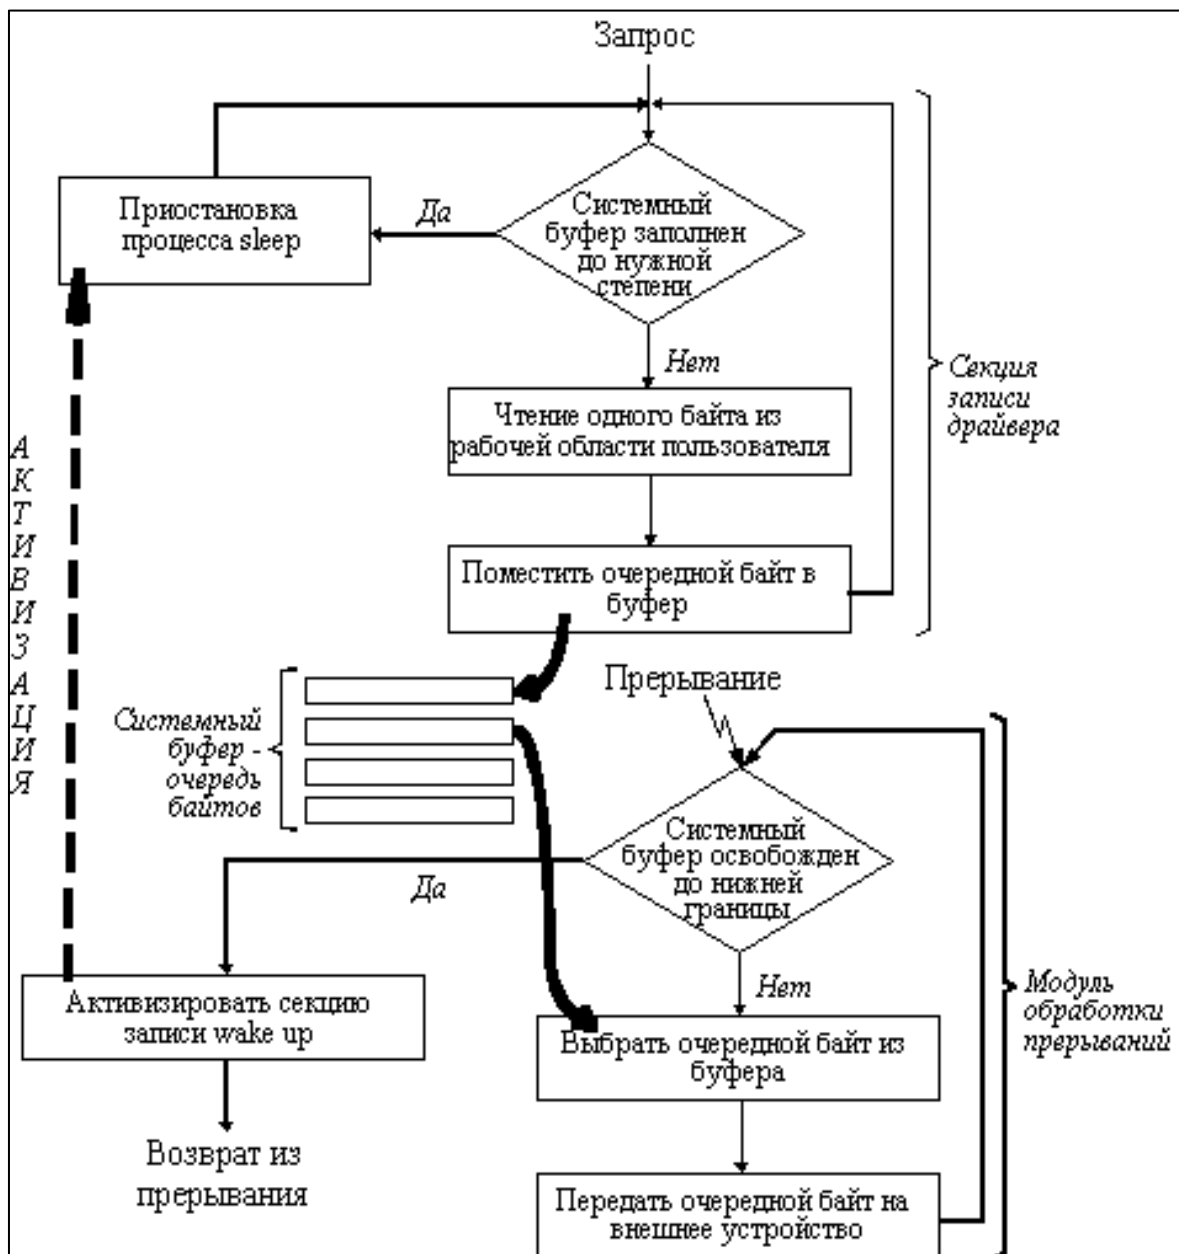 Запрос
Приостановка
процесса sleep
Да
Системный
буфер заполнен
до нужной
степени
Нет
Чтение одного байта из
рабочей области пользователя
Секция
записи
драйвера
Поместить очередной байт в
буфер
АКТИВИЗАЦИЯ
Системный
буфер -
очередь
байтов
Прерывание
Системный
буфер освобожден
до нижней
границы
Да
Нет
Активизировать секцию
записи wake up
Выбрать очередной байт из
буфера
Модуль
обработки
прерываний
Возврат из
прерывания
Передать очередной байт на
внешнее устройство